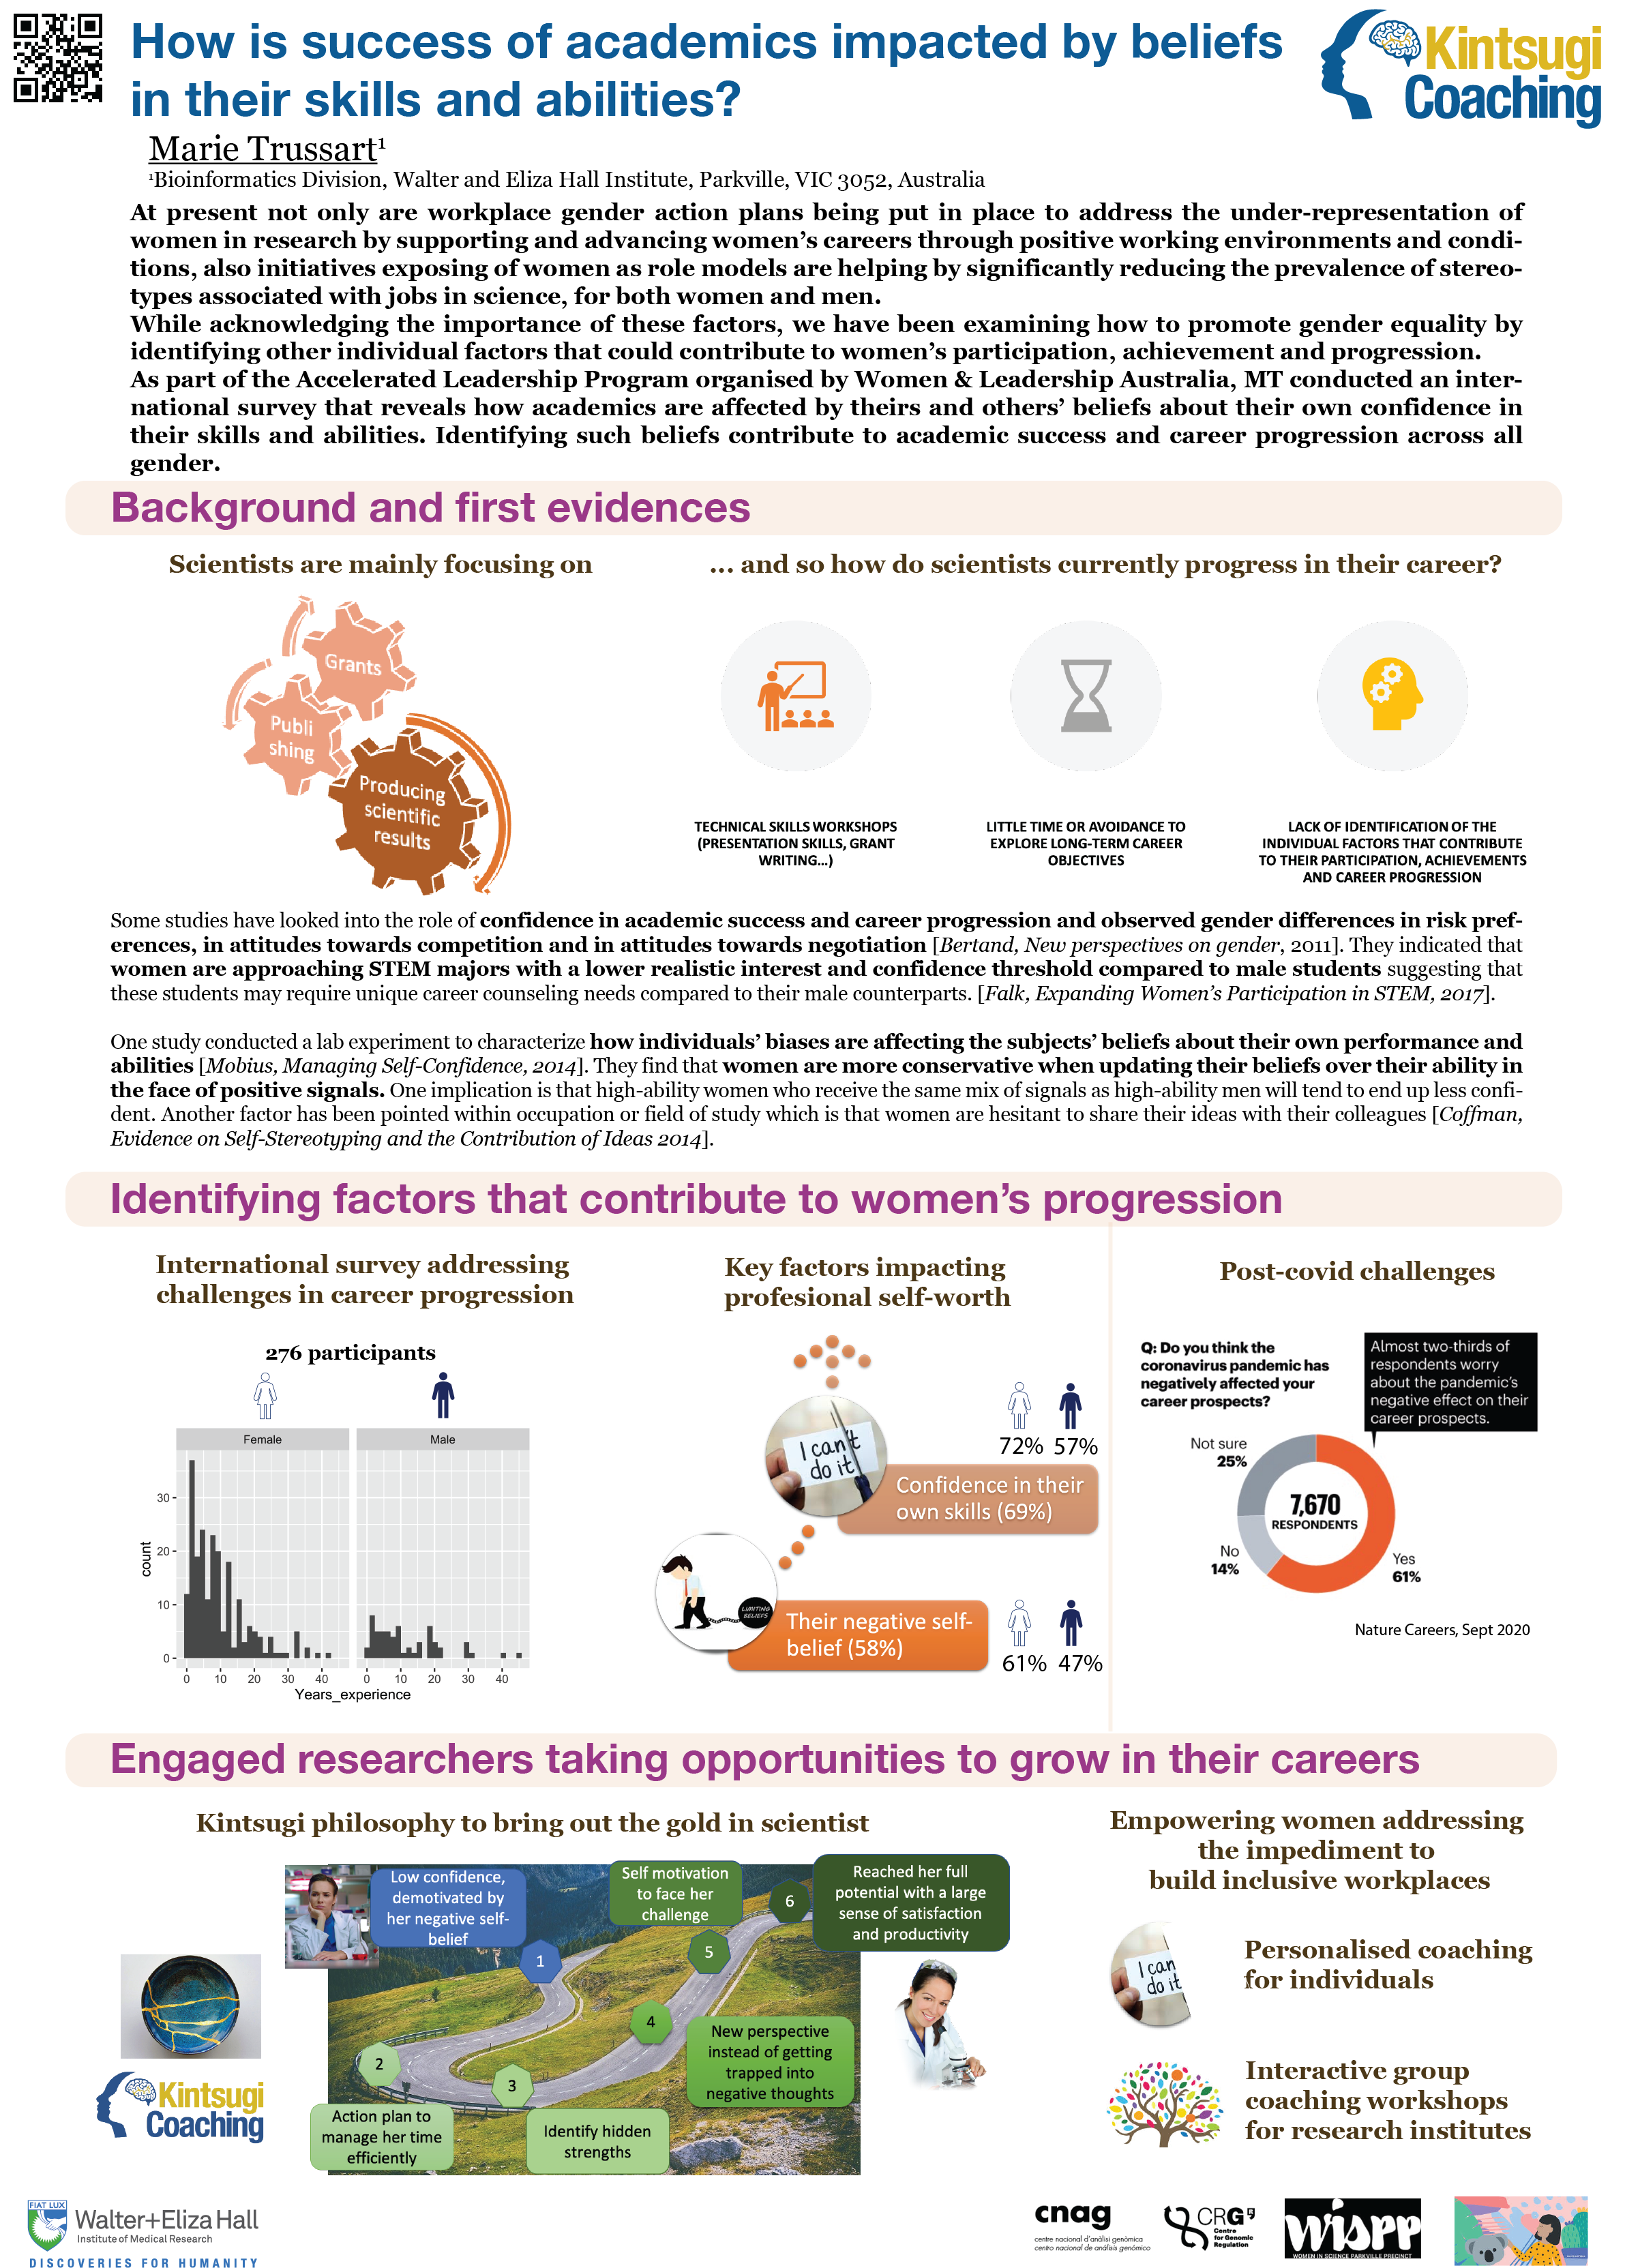 How is success of academics impacted by beliefs
in their skills and abilities?
Kintsugi
Coaching
Marie Trussart¹
¹Bioinformatics Division, Walter and Eliza Hall Institute, Parkville, VIC 3052, Australia
At present not only are workplace gender action plans being put in place to address the under-representation of
women in research by supporting and advancing women's careers through positive working environments and condi-
tions, also initiatives exposing of women as role models are helping by significantly reducing the prevalence of stereo-
types associated with jobs in science, for both women and men.
While acknowledging the importance of these factors, we have been examining how to promote gender equality by
identifying other individual factors that could contribute to women's participation, achievement and progression.
As part of the Accelerated Leadership Program organised by Women & Leadership Australia, MT conducted an inter-
national survey that reveals how academics are affected by theirs and others' beliefs about their own confidence in
their skills and abilities. Identifying such beliefs contribute to academic success and career progression across all
gender.
Background and first evidences
Scientists are mainly focusing on
Grants
Publi
shing
Producing
scientific
results
... and so how do scientists currently progress in their career?
TECHNICAL SKILLS WORKSHOPS
(PRESENTATION SKILLS, GRANT
WRITING...)
LITTLE TIME OR AVOIDANCE TO
EXPLORE LONG-TERM CAREER
OBJECTIVES
LACK OF IDENTIFICATION OF THE
INDIVIDUAL FACTORS THAT CONTRIBUTE
TO THEIR PARTICIPATION, ACHIEVEMENTS
AND CAREER PROGRESSION
Some studies have looked into the role of confidence in academic success and career progression and observed gender differences in risk pref-
erences, in attitudes towards competition and in attitudes towards negotiation [Bertand, New perspectives on gender, 2011]. They indicated that
women are approaching STEM majors with a lower realistic interest and confidence threshold compared to male students suggesting that
these students may require unique career counseling needs compared to their male counterparts. [Falk, Expanding Women's Participation in STEM, 2017].
One study conducted a lab experiment to characterize how individuals' biases are affecting the subjects' beliefs about their own performance and
abilities [Mobius, Managing Self-Confidence, 2014]. They find that women are more conservative when updating their beliefs over their ability in
the face of positive signals. One implication is that high-ability women who receive the same mix of signals as high-ability men will tend to end up less confi-
dent. Another factor has been pointed within occupation or field of study which is that women are hesitant to share their ideas with their colleagues [Coffman,
Evidence on Self-Stereotyping and the Contribution of Ideas 2014].
Identifying factors that contribute to women's progression
International survey addressing
challenges in career progression
276 participants
Female
Male
30
20
10
0
count
0 10 20 30 40
0 10 20 30 40
Years_experience
Key factors impacting
profesional self-worth
I can't
do it
72% 57%
Confidence in their
own skills (69%)
LIMITING
BELIEFS
Their negative self-
belief (58%)
61% 47%
Post-covid challenges
Q: Do you think the
coronavirus pandemic has
negatively affected your
career prospects?
Almost two-thirds of
respondents worry
about the pandemic's
negative effect on their
career prospects.
Not sure
25%
7,670
RESPONDENTS
No
14%
Yes
61%
Nature Careers, Sept 2020
Engaged researchers taking opportunities to grow in their careers
Kintsugi philosophy to bring out the gold in scientist
Low confidence,
demotivated by
her negative self-
belief
1
2
Action plan to
manage her time
efficiently
3
Identify hidden
strengths
4
New perspective
instead of getting
trapped into
negative thoughts
Self motivation
to face her
challenge
5
6
Reached her full
potential with a large
sense of satisfaction
and productivity
Kintsugi
Coaching
Empowering women addressing
the impediment to
build inclusive workplaces
I can
do it
Personalised coaching
for individuals
Interactive group
coaching workshops
for research institutes
FIAT LUX
Walter+Eliza Hall
Institute of Medical Research
DISCOVERIES FOR HUMANITY
cnag
centre nacional d'anàlisi genòmica
centro nacional de análisis genómico
CRG
Centre
for Genomic
Regulation
WISPP
WOMEN IN SCIENCE PARKVILLE PRECINCT